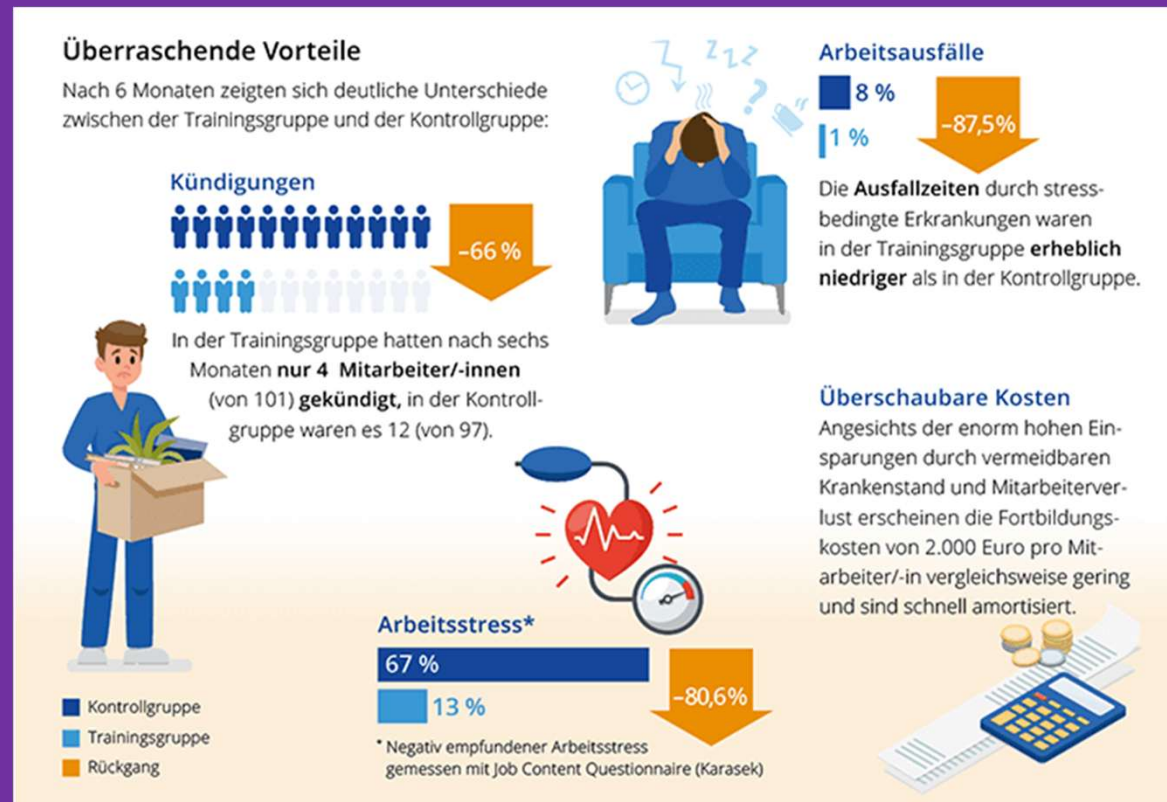 Überraschende Vorteile
Nach 6 Monaten zeigten sich deutliche Unterschiede
zwischen der Trainingsgruppe und der Kontrollgruppe:
Kündigungen
–66 %
In der Trainingsgruppe hatten nach sechs
Monaten nur 4 Mitarbeiter/-innen
(von 101) gekündigt, in der Kontroll-
gruppe waren es 12 (von 97).
zzzz
?
Arbeitsausfälle
8 %
1 %
–87,5%
Die Ausfallzeiten durch stress-
bedingte Erkrankungen waren
in der Trainingsgruppe erheblich
niedriger als in der Kontrollgruppe.
Überschaubare Kosten
Angesichts der enorm hohen Ein-
sparungen durch vermeidbaren
Krankenstand und Mitarbeiterver-
lust erscheinen die Fortbildungs-
kosten von 2.000 Euro pro Mit-
arbeiter/-in vergleichsweise gering
und sind schnell amortisiert.
Arbeitsstress*
67 %
13 %
–80,6%
* Negativ empfundener Arbeitsstress
gemessen mit Job Content Questionnaire (Karasek)
Kontrollgruppe
Trainingsgruppe
Rückgang